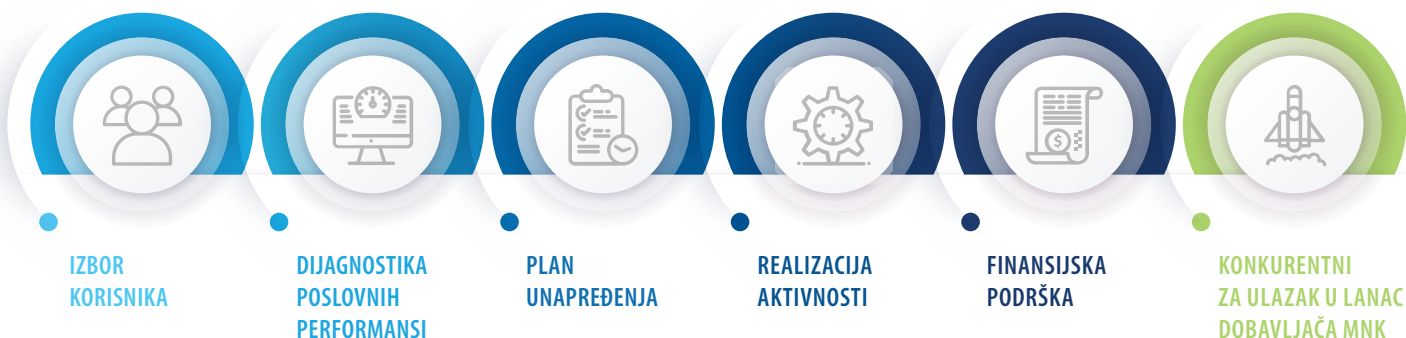 IZBOR
KORISNIKA
DIJAGNOSTIKA
POSLOVNIH
PERFORMANSI
PLAN
UNAPREĐENJA
REALIZACIJA
AKTIVNOSTI
FINANSIJSKA
PODRŠKA
KONKURENTNI
ZA ULAZAK U LANAC
DOBAVLJAČA MNK